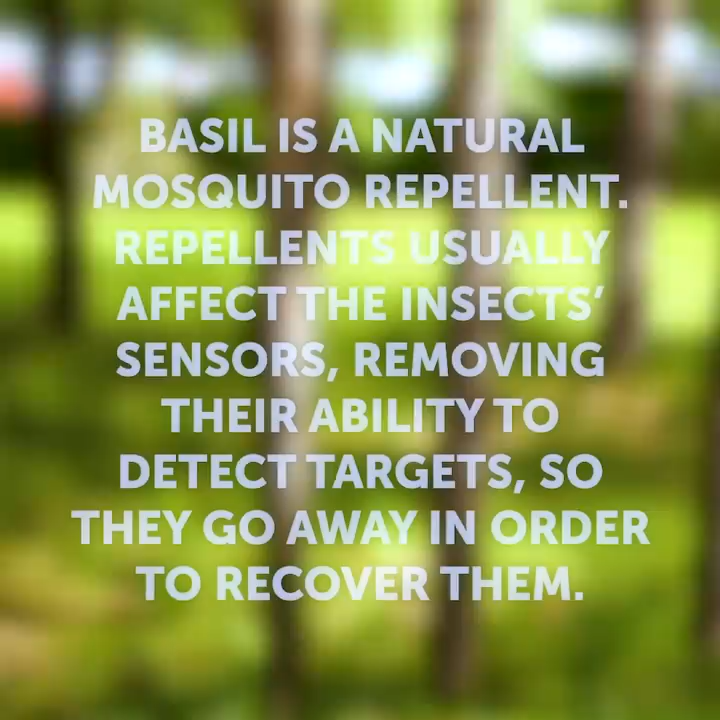 BASIL IS A NATURAL
MOSQUITO REPELLENT.
REPELLENTS USUALLY
AFFECT THE INSECTS'
SENSORS, REMOVING
THEIR ABILITY TO
DETECT TARGETS, SO
THEY GO AWAY IN ORDER
TO RECOVER THEM.